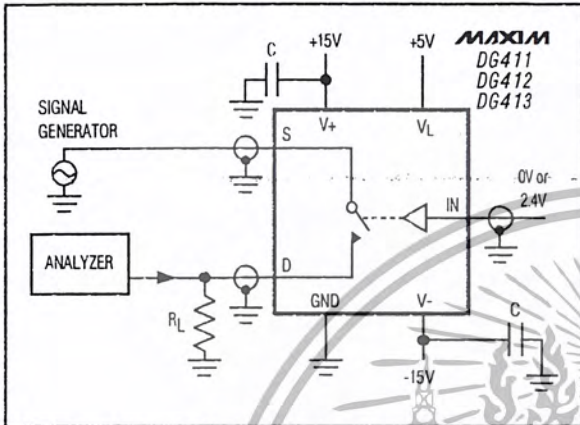 +15V
+5V
MAXIM
DG411
DG412
DG413
C
SIGNAL
GENERATOR
V+
VL
S
0V or
2.4V
IN
ANALYZER
D
RL
GND
V-
C
-15V